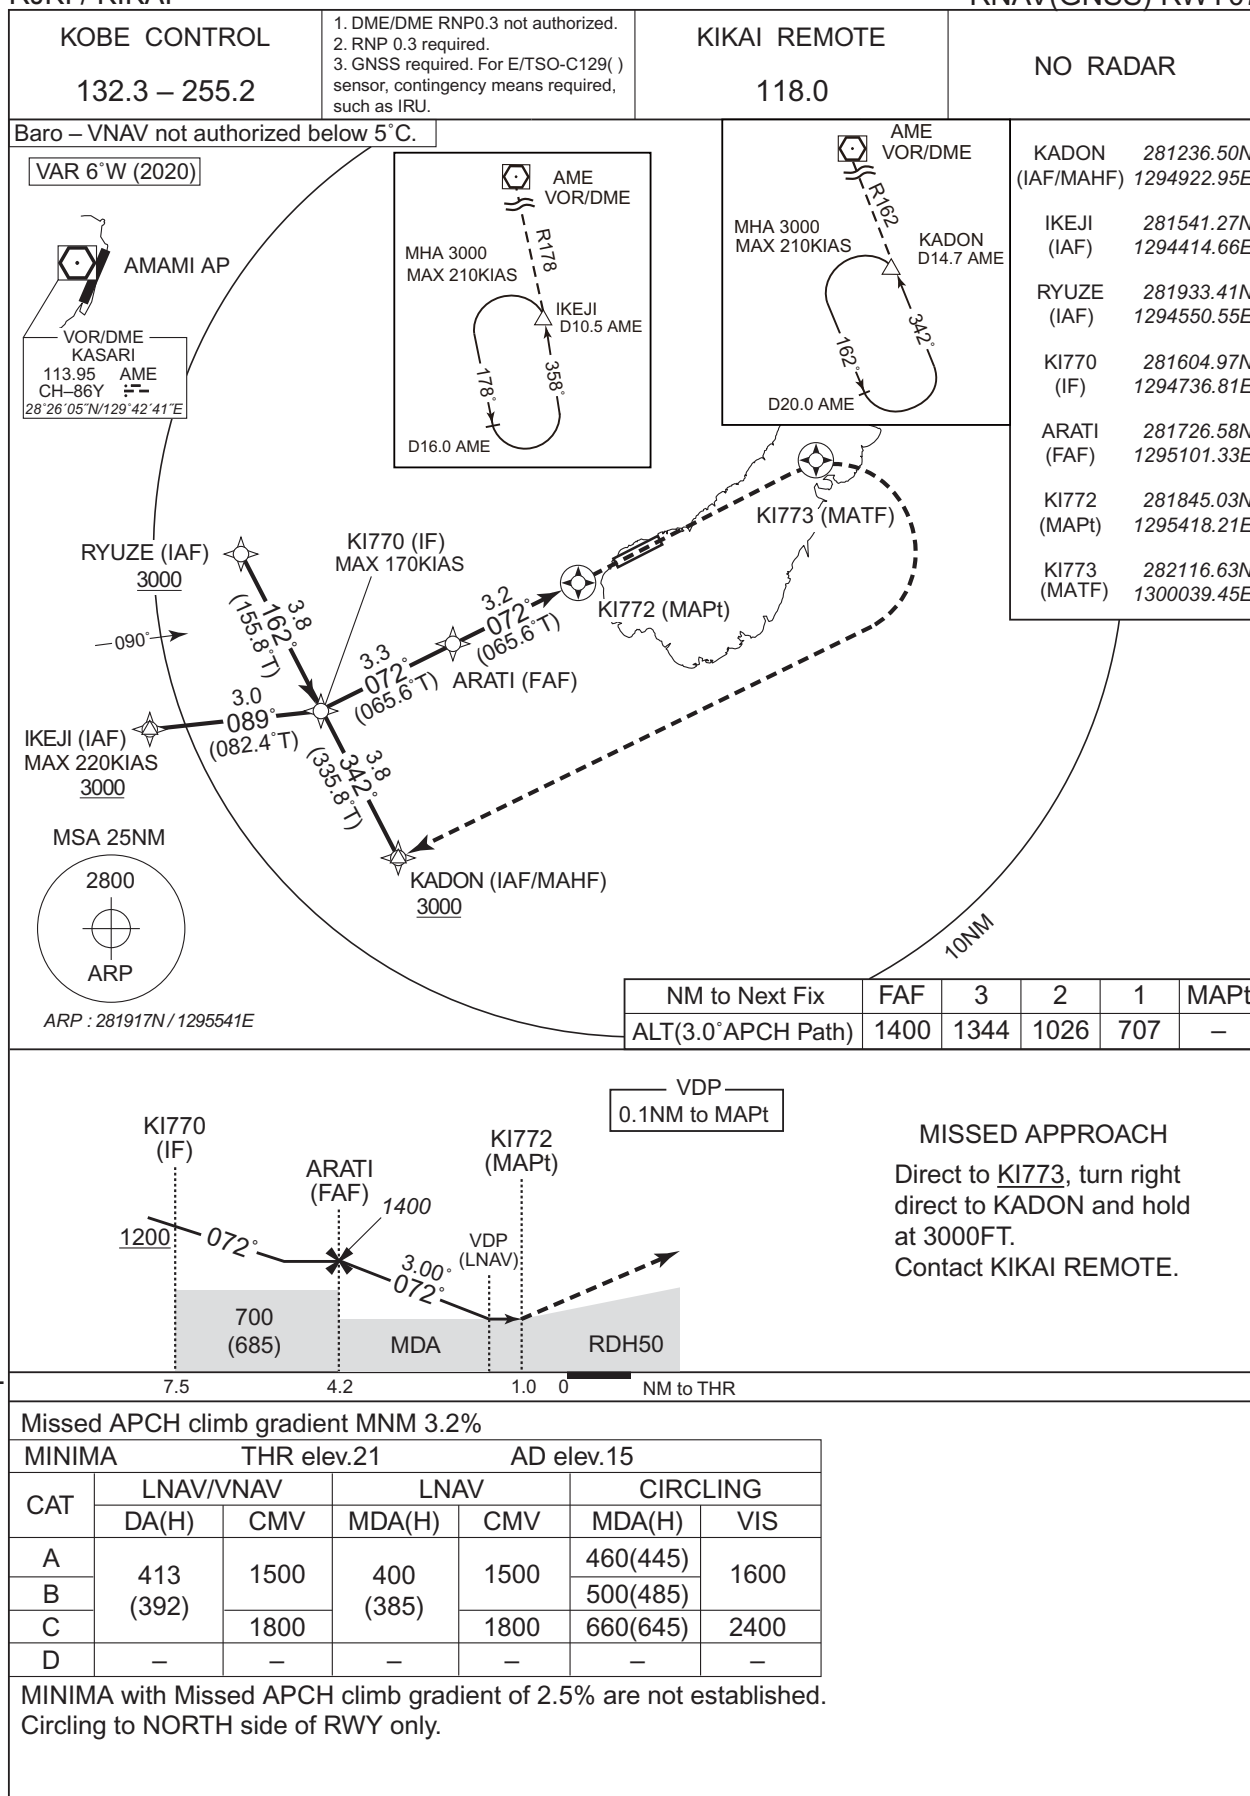 KOBE CONTROL
132.3 – 255.2
1. DME/DME RNP0.3 not authorized.
2. RNP 0.3 required.
3. GNSS required. For E/TSO-C129( )
sensor, contingency means required,
such as IRU.
KIKAI REMOTE
118.0
NO RADAR
Baro – VNAV not authorized below 5˚C.
VAR 6˚W (2020)
AMAMI AP
VOR/DME
KASARI
113.95 AME
CH–86Y
28˚26´05˝N/129˚42´41˝E
AME
VOR/DME
R178
MHA 3000
MAX 210KIAS
IKEJI
D10.5 AME
178˚
358˚
D16.0 AME
AME
VOR/DME
R162
MHA 3000
MAX 210KIAS
KADON
D14.7 AME
342˚
162˚
D20.0 AME
KADON 281236.50N
(IAF/MAHF) 1294922.95E
IKEJI 281541.27N
(IAF) 1294414.66E
RYUZE 281933.41N
(IAF) 1294550.55E
KI770 281604.97N
(IF) 1294736.81E
ARATI 281726.58N
(FAF) 1295101.33E
KI772 281845.03N
(MAPt) 1295418.21E
KI773 282116.63N
(MATF) 1300039.45E
RYUZE (IAF)
3000
KI770 (IF)
MAX 170KIAS
KI773 (MATF)
3.8
162˚
(155.8˚T)
090˚
3.2
072˚
(065.6˚T)
KI772 (MAPt)
3.3
072˚
(065.6˚T)
ARATI (FAF)
3.0
089˚
(082.4˚T)
IKEJI (IAF)
MAX 220KIAS
3000
3.8
342˚
(335.8˚T)
KADON (IAF/MAHF)
3000
MSA 25NM
2800
ARP
ARP : 281917N / 1295541E
10NM
NM to Next Fix FAF 3 2 1 MAPt
ALT(3.0˚APCH Path) 1400 1344 1026 707 –
VDP
0.1NM to MAPt
KI770
(IF)
ARATI
(FAF)
KI772
(MAPt)
1400
1200
072˚
VDP
(LNAV)
3.00˚
072˚
700
(685)
MDA
RDH50
7.5 4.2 1.0 0 NM to THR
MISSED APPROACH
Direct to KI773, turn right
direct to KADON and hold
at 3000FT.
Contact KIKAI REMOTE.
Missed APCH climb gradient MNM 3.2%
MINIMA THR elev.21 AD elev.15
CAT LNAV/VNAV LNAV CIRCLING
DA(H) CMV MDA(H) CMV MDA(H) VIS
A 413 (392) 1500 400 (385) 1500 460(445) 1600
B 500(485)
C 1800 1800 660(645) 2400
D – – – – – –
MINIMA with Missed APCH climb gradient of 2.5% are not established.
Circling to NORTH side of RWY only.